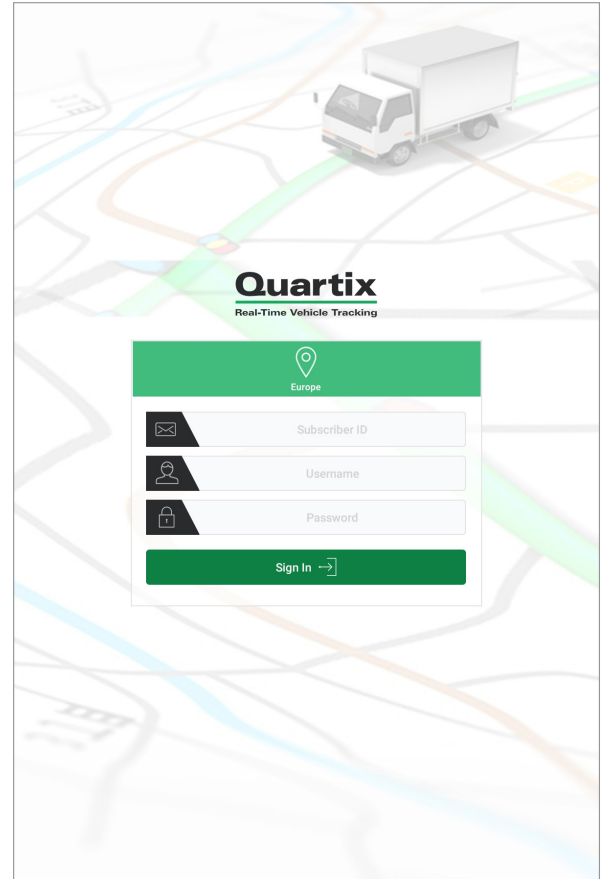 Quartix
Real-Time Vehicle Tracking
Europe
Subscriber ID
Username
Password
Sign In